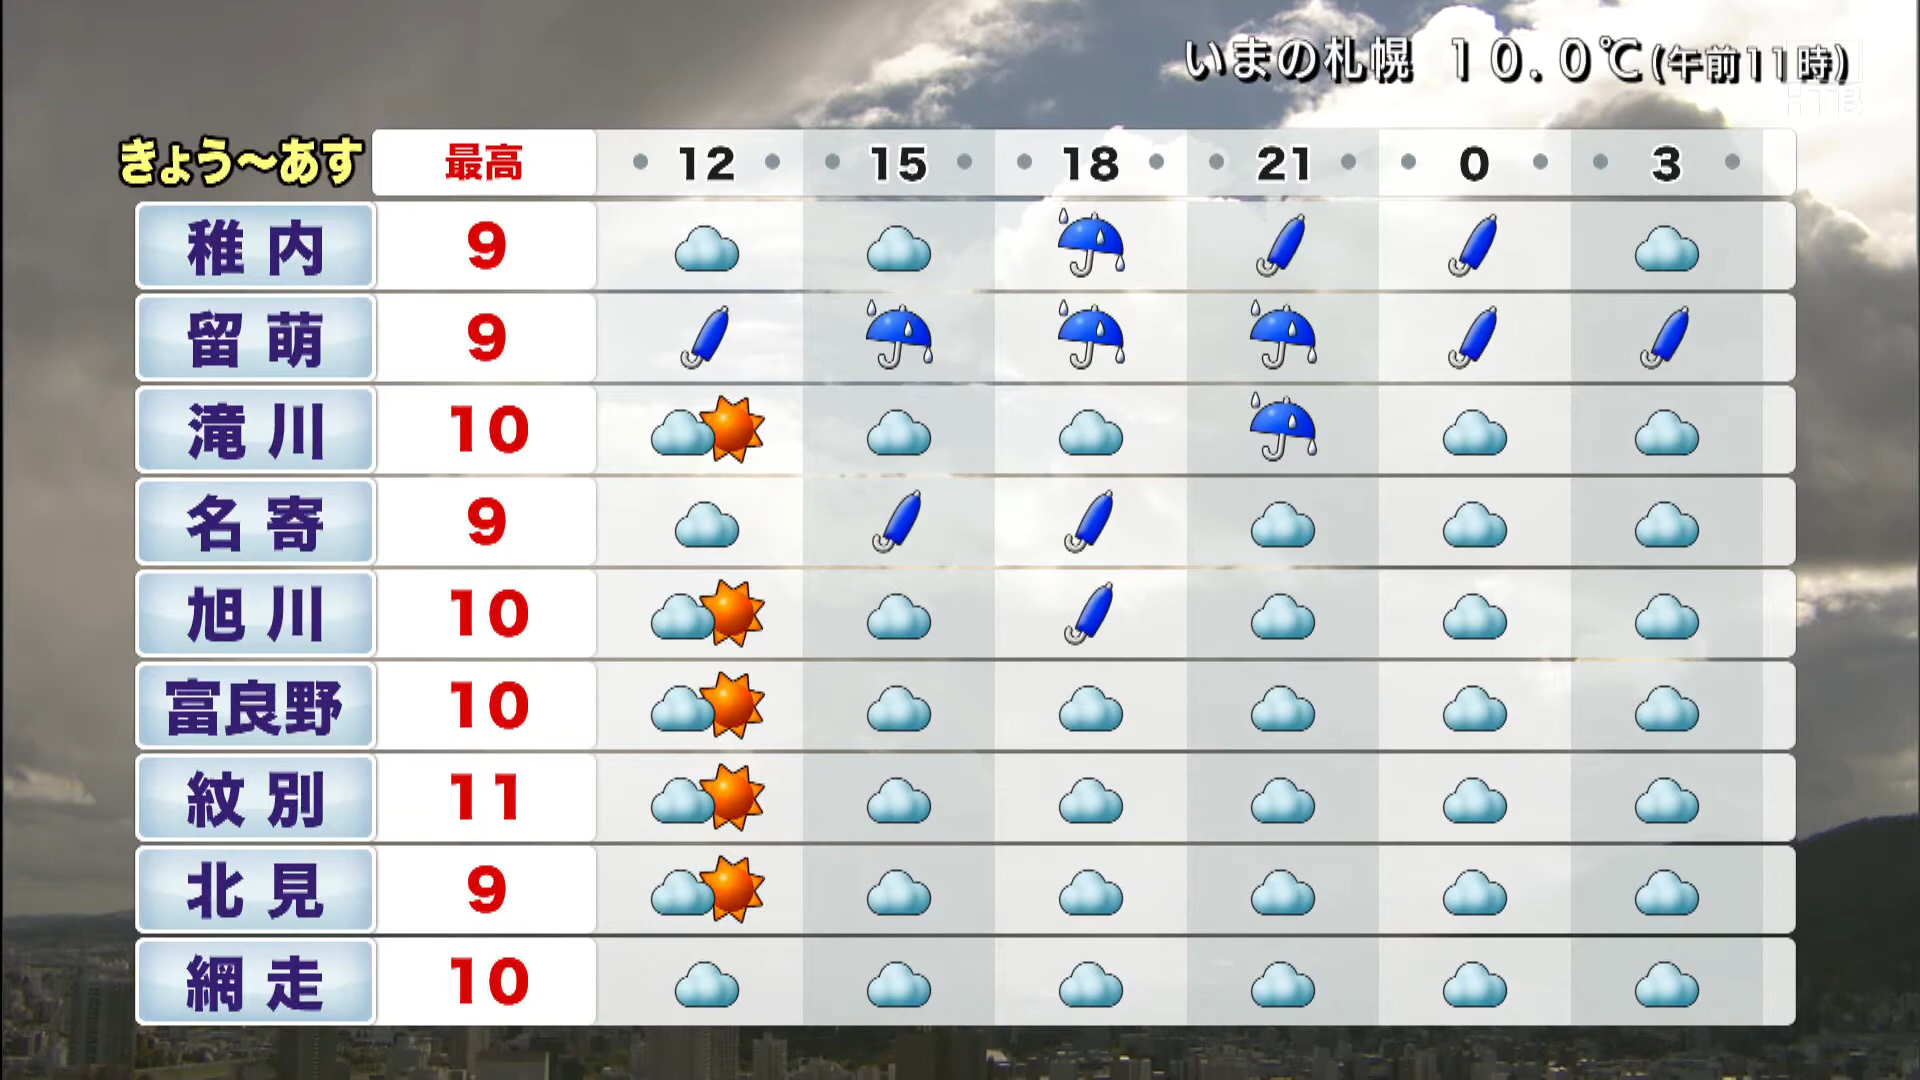 いまの札幌 10.0℃(午前11時)
HTB
きょう～あす 最高 ・ 12 ・ ・ 15 ・ ・ 18 ・ ・ 21 ・ ・ 0 ・ ・ 3 ・
稚内 9
留萌 9
滝川 10
名寄 9
旭川 10
富良野 10
紋別 11
北見 9
網走 10